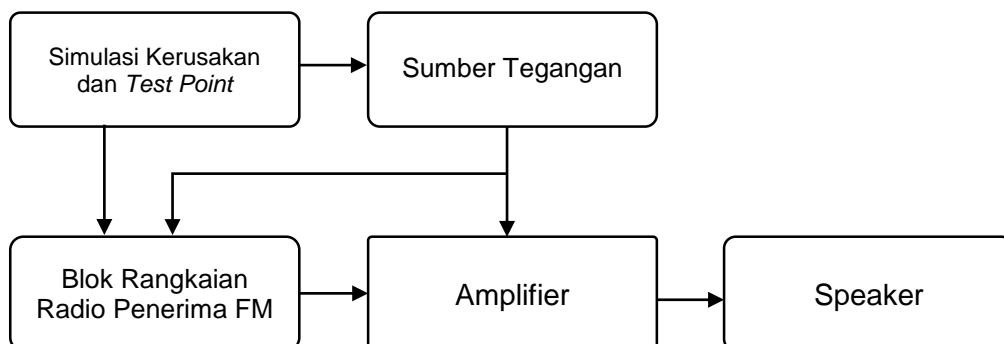 Simulasi Kerusakan
dan Test Point
Sumber Tegangan
Blok Rangkaian
Radio Penerima FM
Amplifier
Speaker